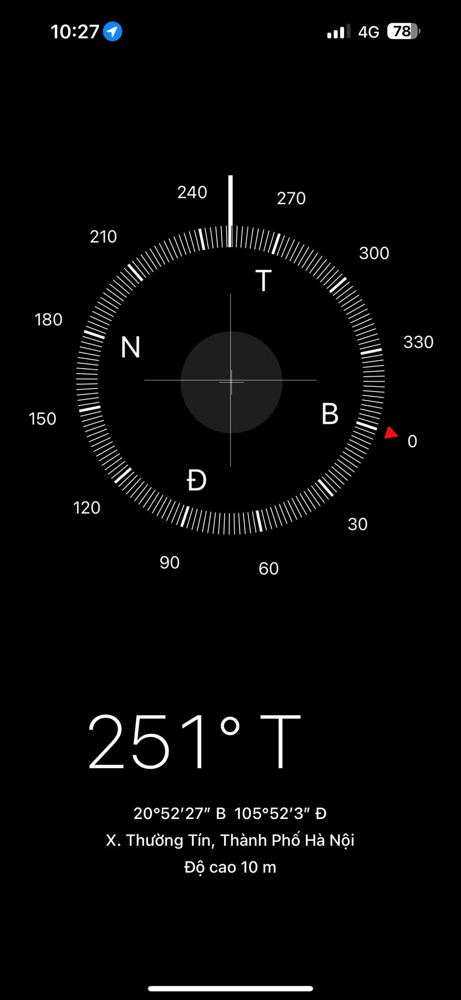 10:27 4G 78
240 270
210 300
T
180 330
N
B
150 0
Đ
120 30
90 60
251° T
20°52′27″ B 105°52′3″ Đ
X. Thường Tín, Thành Phố Hà Nội
Độ cao 10 m